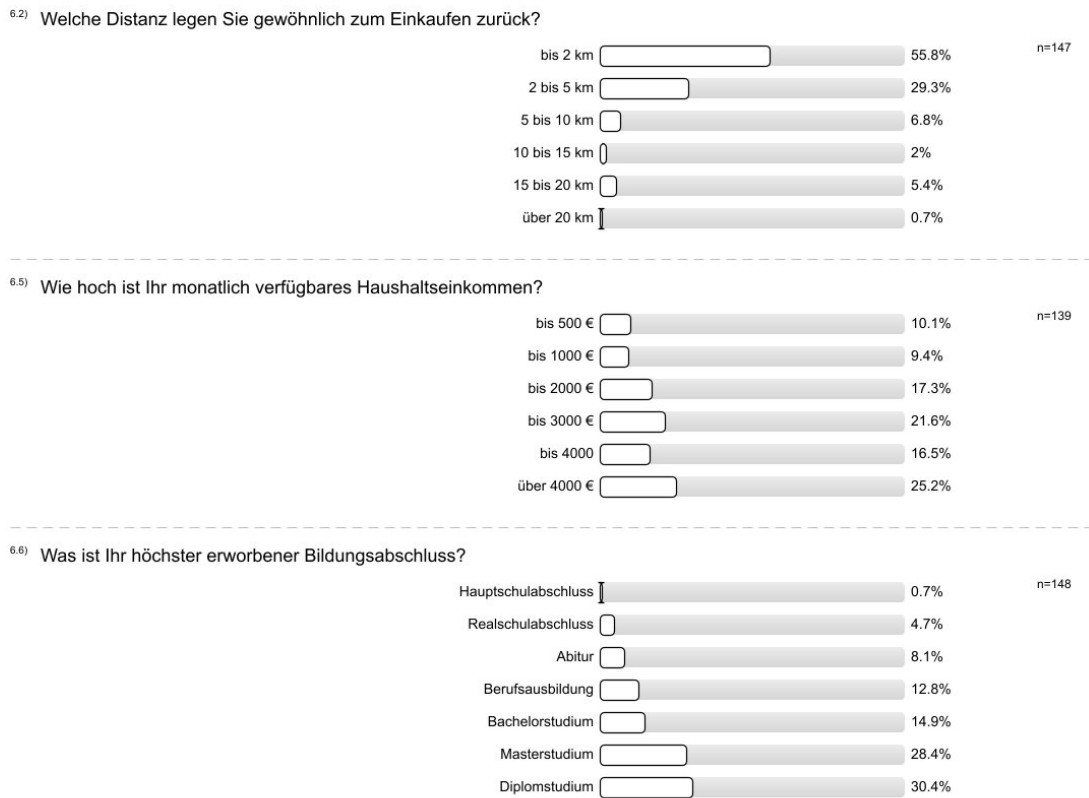 6.2) Welche Distanz legen Sie gewöhnlich zum Einkaufen zurück?
bis 2 km 55.8% n=147
2 bis 5 km 29.3%
5 bis 10 km 6.8%
10 bis 15 km 2%
15 bis 20 km 5.4%
über 20 km 0.7%
6.5) Wie hoch ist Ihr monatlich verfügbares Haushaltseinkommen?
bis 500 € 10.1% n=139
bis 1000 € 9.4%
bis 2000 € 17.3%
bis 3000 € 21.6%
bis 4000 16.5%
über 4000 € 25.2%
6.6) Was ist Ihr höchster erworbener Bildungsabschluss?
Hauptschulabschluss 0.7% n=148
Realschulabschluss 4.7%
Abitur 8.1%
Berufsausbildung 12.8%
Bachelorstudium 14.9%
Masterstudium 28.4%
Diplomstudium 30.4%